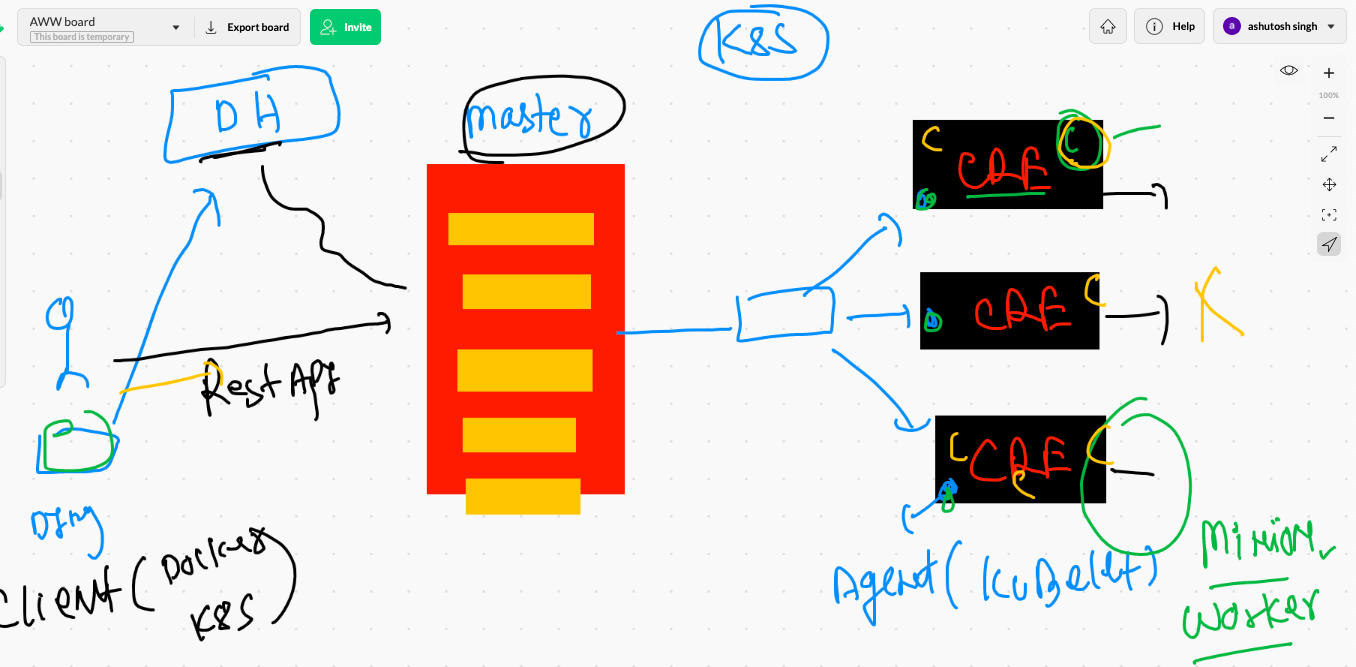 AWW board
This board is temporary
Export board
Invite
K8S
Help
a
ashutosh singh
100%
DH
master
C
C
CRE
Rest API
CRE
C
K
C
CRE
C
C
Client (Docker
K8S)
Agent (KuBelet)
Minion
Worker